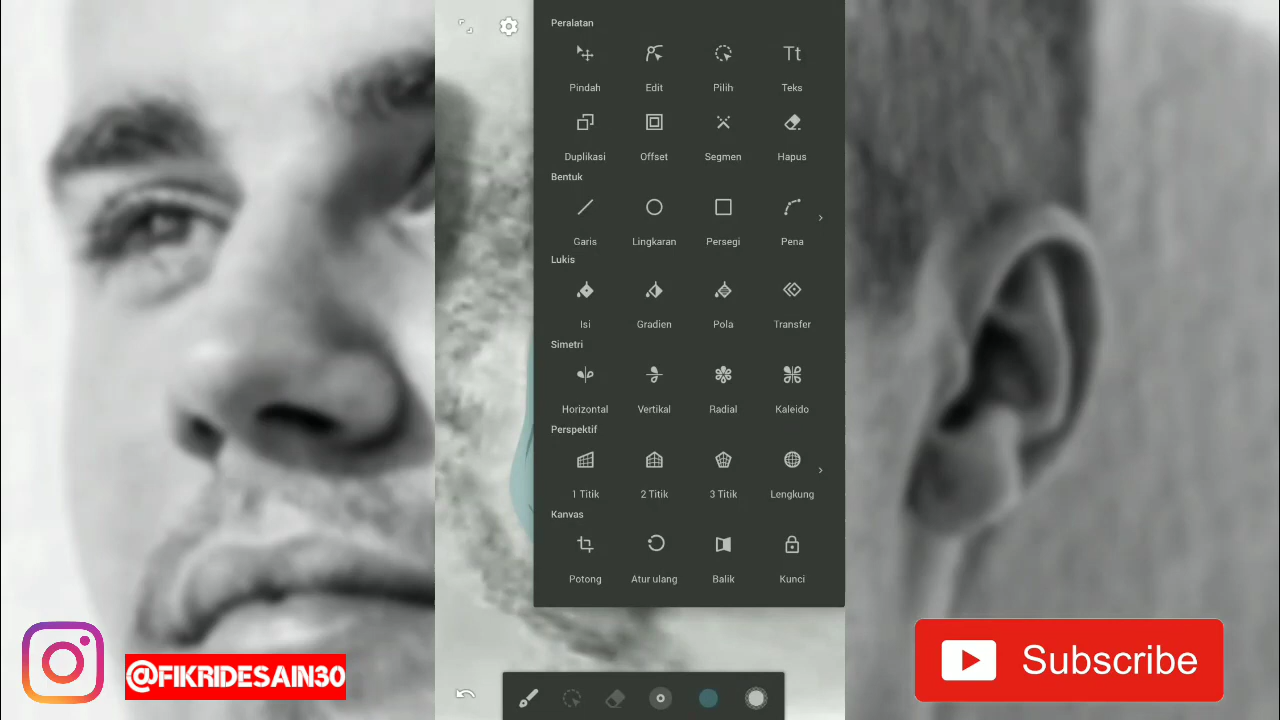 Peralatan
Pindah Edit Pilih Teks
Duplikasi Offset Segmen Hapus
Bentuk
Garis Lingkaran Persegi Pena
Lukis
Isi Gradien Pola Transfer
Simetri
Horizontal Vertikal Radial Kaleido
Perspektif
1 Titik 2 Titik 3 Titik Lengkung
Kanvas
Potong Atur ulang Balik Kunci
@FIKRIDESAIN30
Subscribe